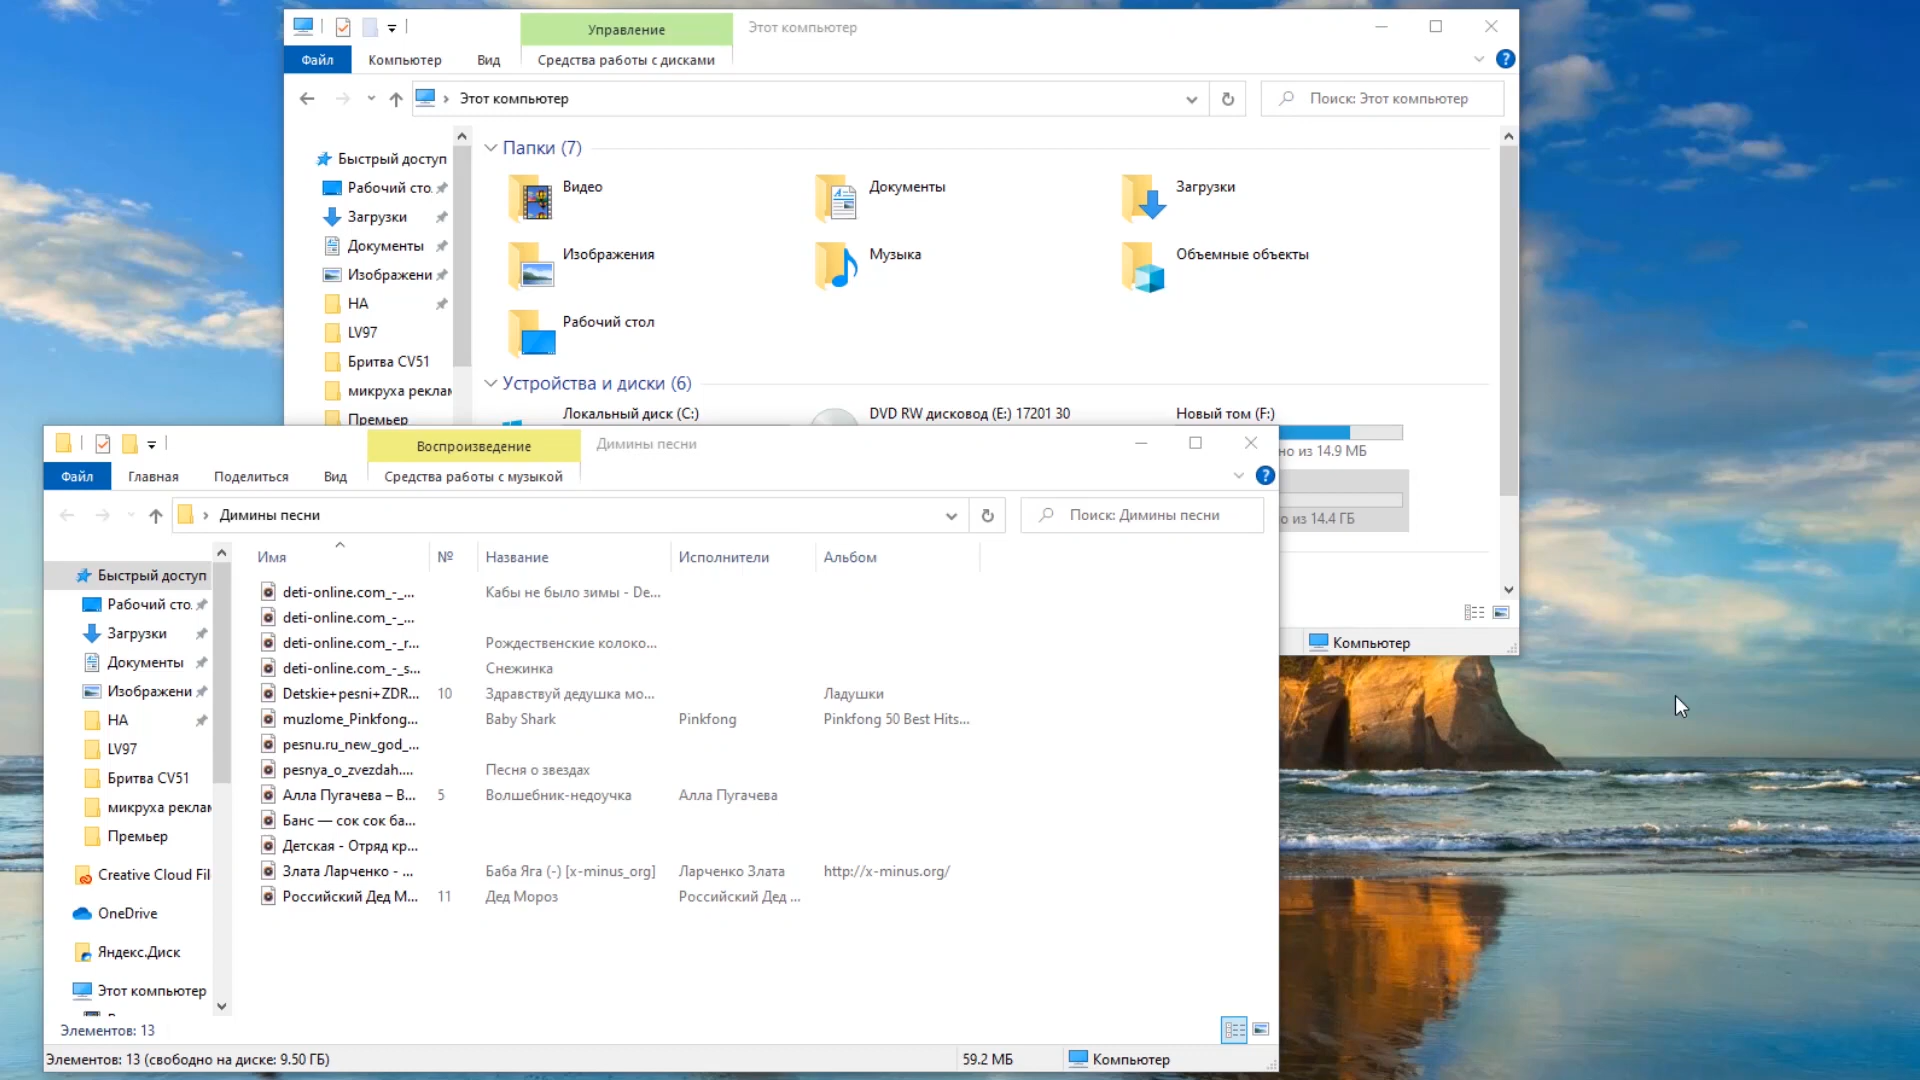 Управление
Этот компьютер
Файл
Компьютер
Вид
Средства работы с дисками
Этот компьютер
Поиск: Этот компьютер
Быстрый доступ
Рабочий сто.
Загрузки
Документы
Изображени
НА
LV97
Бритва CV51
микруха реклам
Премьер
Папки (7)
Видео
Документы
Загрузки
Изображения
Музыка
Объемные объекты
Рабочий стол
Устройства и диски (6)
Локальный диск (C:)
DVD RW дисковод (E:) 17201 30
Новый том (F:)
но из 14.9 МБ
о из 14.4 ГБ
Компьютер
Воспроизведение
Димины песни
Файл
Главная
Поделиться
Вид
Средства работы с музыкой
Димины песни
Поиск: Димины песни
Быстрый доступ
Рабочий сто.
Загрузки
Документы
Изображени
НА
LV97
Бритва CV51
микруха реклам
Премьер
Creative Cloud Fil
OneDrive
Яндекс.Диск
Этот компьютер
Имя № Название Исполнители Альбом
deti-online.com_-_... Кабы не было зимы - De...
deti-online.com_-_...
deti-online.com_-_r... Рождественские колоко...
deti-online.com_-_s... Снежинка
Detskie+pesni+ZDR... 10 Здравствуй дедушка мо... Ладушки
muzlome_Pinkfong... Baby Shark Pinkfong Pinkfong 50 Best Hits...
pesnu.ru_new_god_...
pesnya_o_zvezdah.... Песня о звездах
Алла Пугачева – В... 5 Волшебник-недоучка Алла Пугачева
Банс — сок сок ба...
Детская - Отряд кр...
Злата Ларченко - ... Баба Яга (-) [x-minus_org] Ларченко Злата http://x-minus.org/
Российский Дед М... 11 Дед Мороз Российский Дед ...
Элементов: 13
Элементов: 13 (свободно на диске: 9.50 ГБ)
59.2 МБ
Компьютер